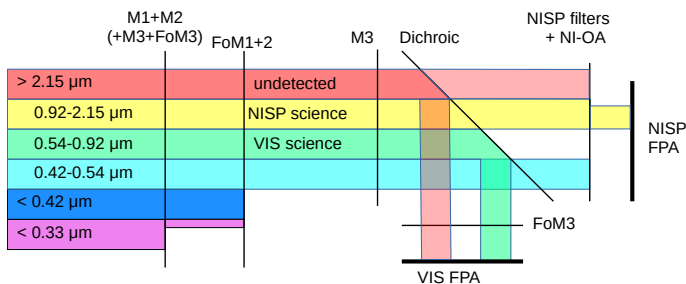 M1+M2
(+M3+FoM3)
FoM1+2
M3
Dichroic
NISP filters
+ NI-OA
> 2.15 µm
undetected
0.92-2.15 µm
NISP science
0.54-0.92 µm
VIS science
0.42-0.54 µm
< 0.42 µm
< 0.33 µm
NISP
FPA
FoM3
VIS FPA